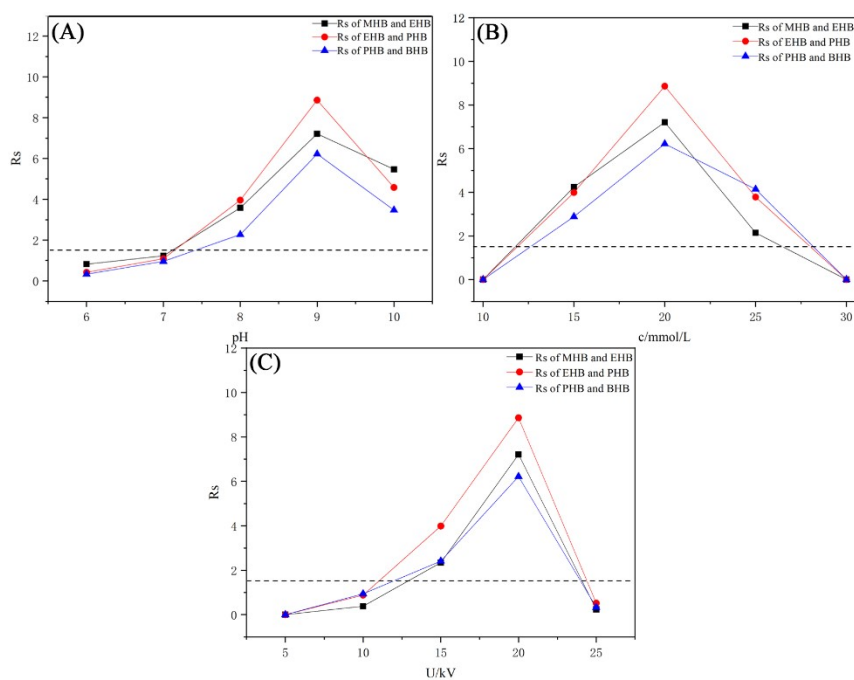 (A)
Rs of MHB and EHB
Rs of EHB and PHB
Rs of PHB and BHB
12
10
8
6
4
2
0
Rs
6 7 8 9 10
pH
(B)
Rs of MHB and EHB
Rs of EHB and PHB
Rs of PHB and BHB
12
10
8
6
4
2
0
Rs
10 15 20 25 30
c/mmol/L
(C)
Rs of MHB and EHB
Rs of EHB and PHB
Rs of PHB and BHB
12
10
8
6
4
2
0
Rs
5 10 15 20 25
U/kV